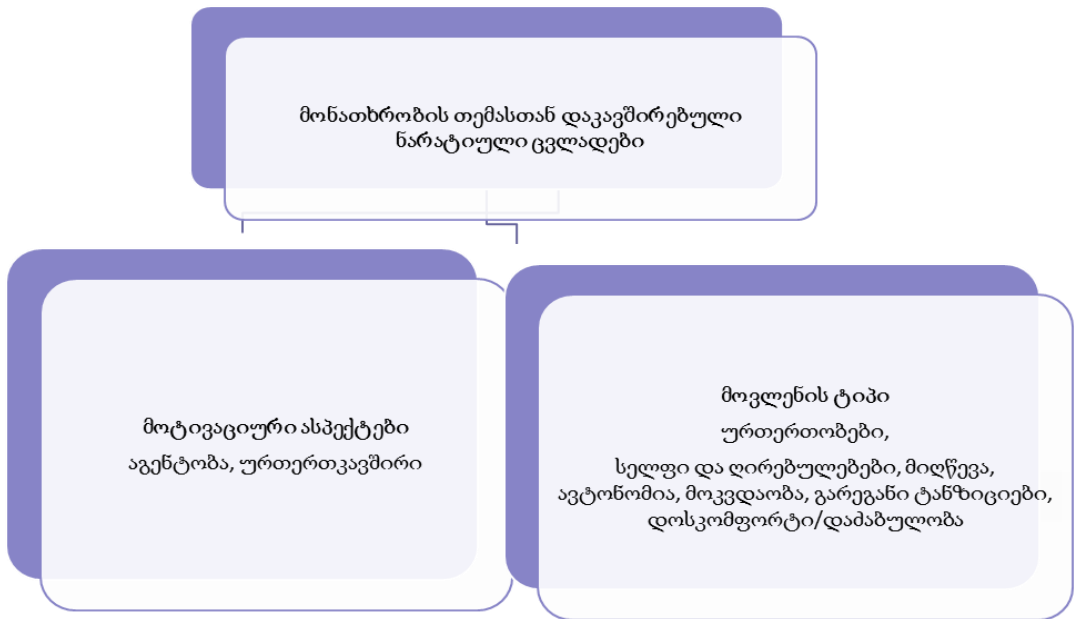 მონათხრობის თემასთან დაკავშირებული
ნარატიული ცვლადები
მოტივაციური ასპექტები
აგენტობა, ურთერთკავშირი
მოვლენის ტიპი
ურთერთობები,
სელფი და ღირებულებები, მიღწევა,
ავტონომია, მოკვდაობა, გარეგანი ტანზიციები,
დოსკომფორტი/დაძაბულობა